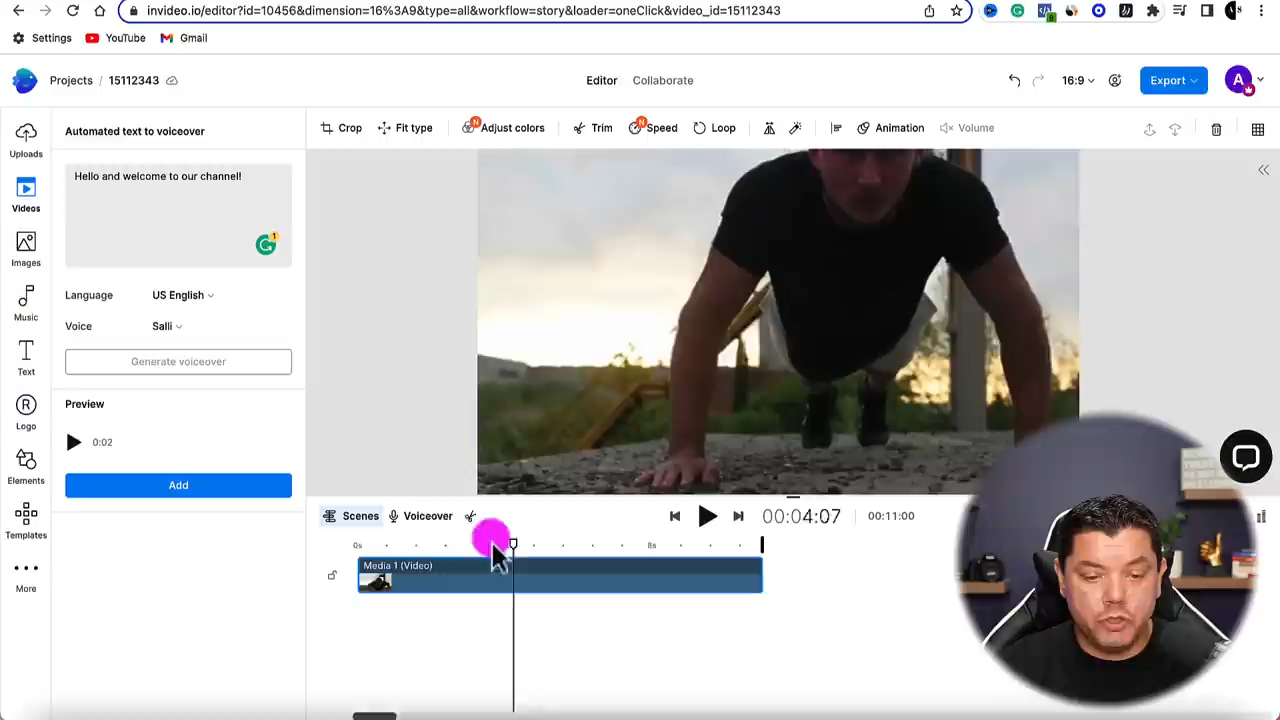 invideo.io/editor?id=10456&dimension=16%3A9&type=all&workflow=story&loader=oneClick&video_id=15112343
Settings YouTube Gmail
Projects / 15112343 Editor Collaborate 16:9 Export A
Automated text to voiceover
Crop Fit type N Adjust colors Trim N Speed Loop Animation Volume
Uploads
Hello and welcome to our channel!
1
Videos
Images
Language US English
Music
Voice Salli
Generate voiceover
Text
Preview
Logo
0:02
Elements
Add
Templates
Scenes Voiceover 00:04:07 00:11:00
0s 8s
Media 1 (Video)
More